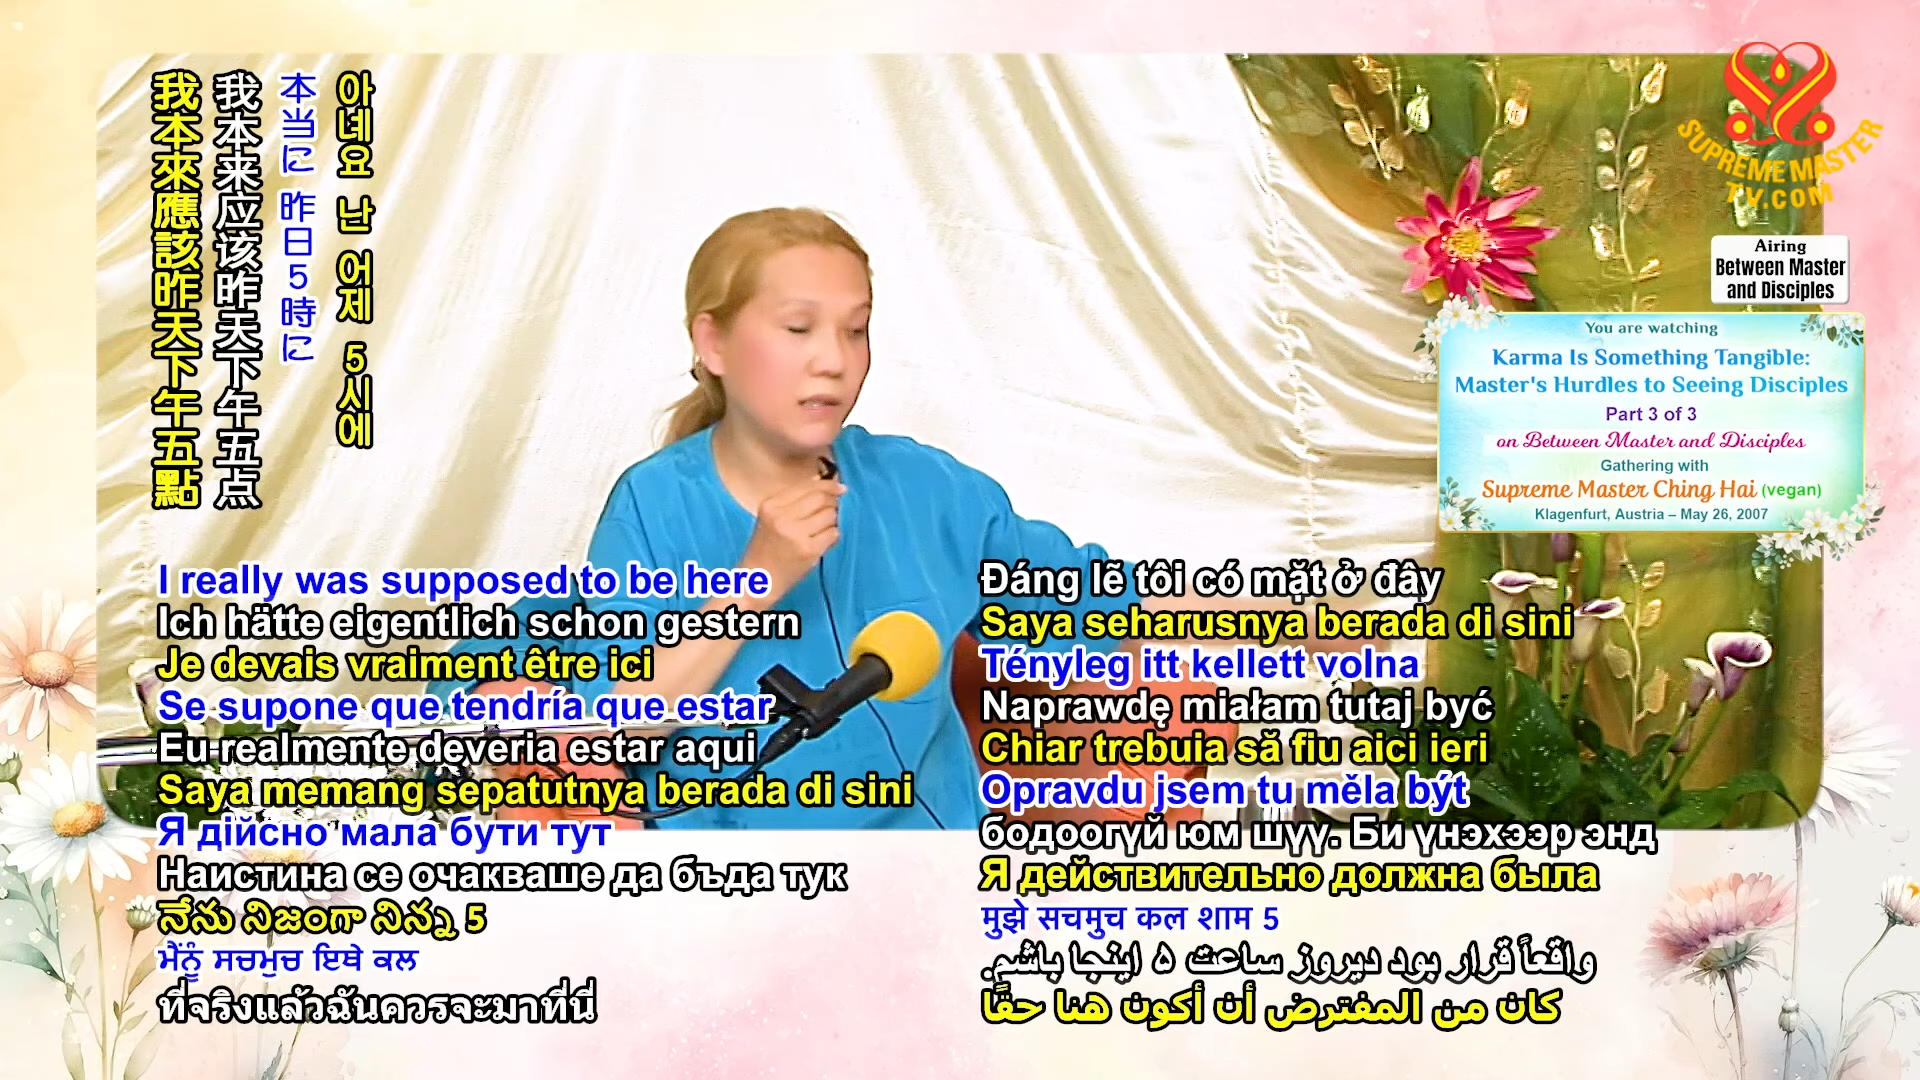 我本來應該昨天下午五點
我本来应该昨天下午五点
本当に 昨日5時に
아녜요 난 어제 5시에
SUPREME MASTER
TV.COM
Airing
Between Master
and Disciples
You are watching
Karma Is Something Tangible:
Master's Hurdles to Seeing Disciples
Part 3 of 3
on Between Master and Disciples
Gathering with
Supreme Master Ching Hai (vegan)
Klagenfurt, Austria – May 26, 2007
I really was supposed to be here
Ich hätte eigentlich schon gestern
Je devais vraiment être ici
Se supone que tendría que estar
Eu realmente deveria estar aqui
Saya memang sepatutnya berada di sini
Я дійсно мала бути тут
Наистина се очакваше да бъда тук
నేను నిజంగా నిన్న 5
ਮੈਨੂੰ ਸਚਮੁਚ ਇਥੇ ਕਲ
ที่จริงแล้วฉันควรจะมาที่นี่
Đáng lẽ tôi có mặt ở đây
Saya seharusnya berada di sini
Tényleg itt kellett volna
Naprawdę miałam tutaj być
Chiar trebuia să fiu aici ieri
Opravdu jsem tu měla být
бодоогүй юм шүү. Би үнэхээр энд
Я действительно должна была
मुझे सचमुच कल शाम 5
واقعاً قرار بود دیروز ساعت ۵ اینجا باشم.
كان من المفترض أن أكون هنا حقًا